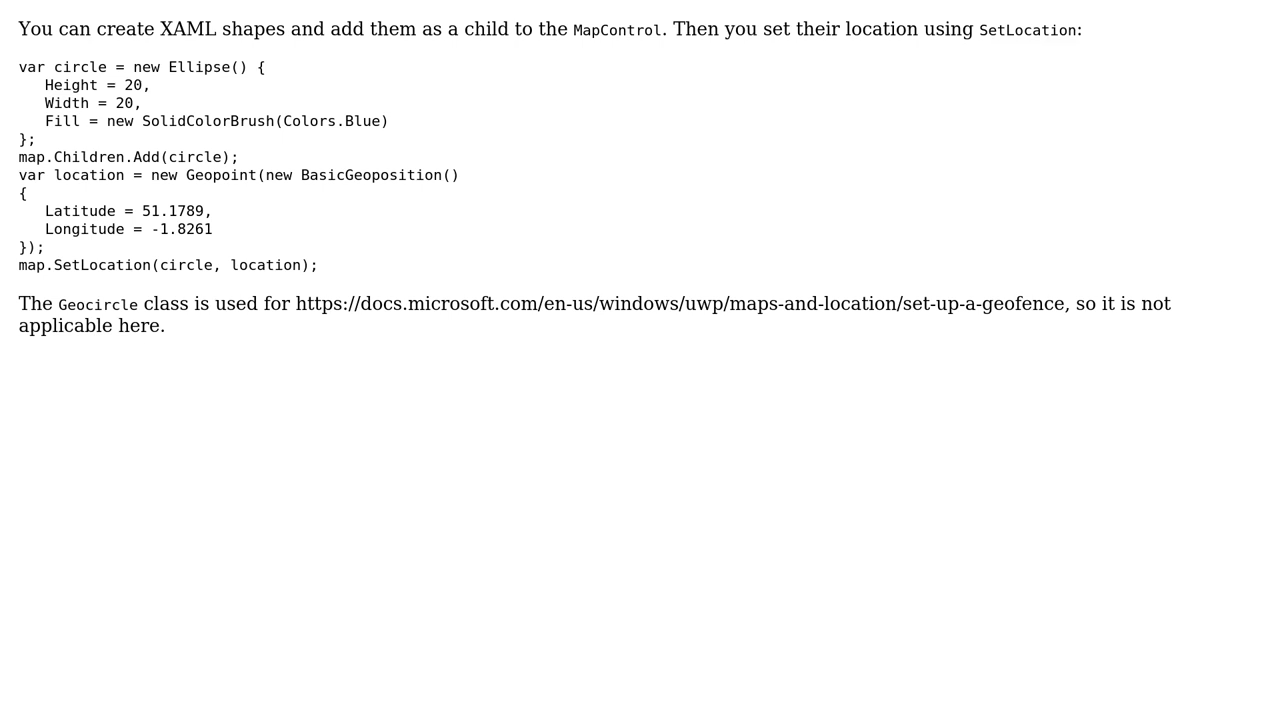 You can create XAML shapes and add them as a child to the MapControl. Then you set their location using SetLocation:
var circle = new Ellipse() {
   Height = 20,
   Width = 20,
   Fill = new SolidColorBrush(Colors.Blue)
};
map.Children.Add(circle);
var location = new Geopoint(new BasicGeoposition()
{
   Latitude = 51.1789,
   Longitude = -1.8261
});
map.SetLocation(circle, location);
The Geocircle class is used for https://docs.microsoft.com/en-us/windows/uwp/maps-and-location/set-up-a-geofence, so it is not
applicable here.